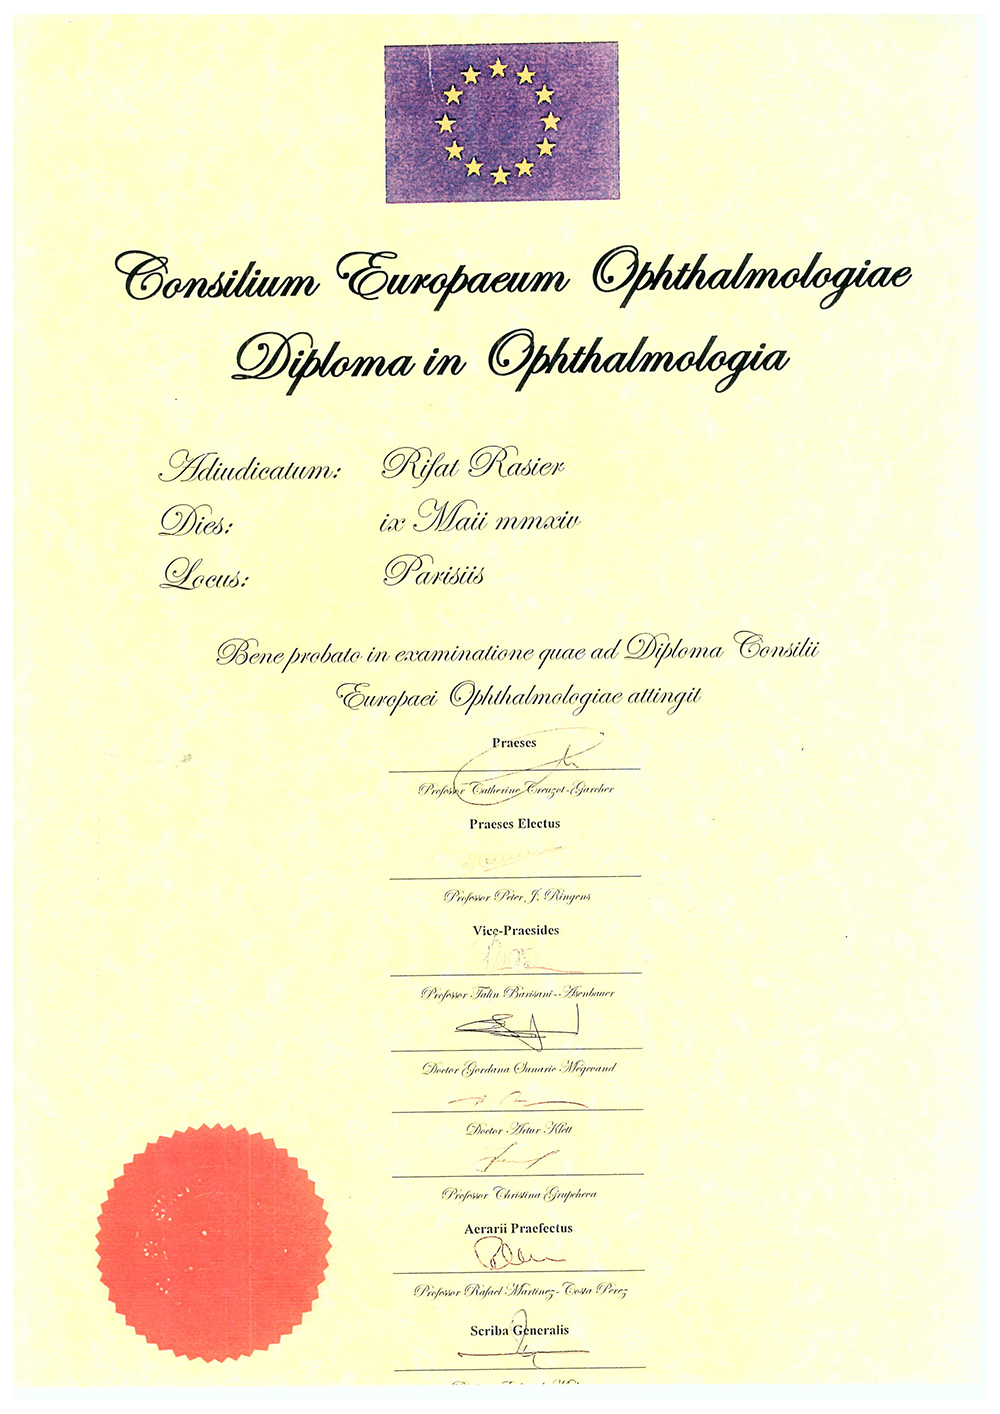 Consilium Europaeum Ophthalmologiae
Diploma in Ophthalmologia
Adiudicatum: Rifat Rasier
Dies: ix Maii mmxiv
Locus: Parisiis
Bene probato in examinatione quae ad Diploma Consilii
Europaei Ophthalmologiae attingit
Praeses
Professor Catherine Creuzot-Garcher
Praeses Electus
Professor Peter J. Ringens
Vice-Praesides
Professor Talin Barisani-Asenbauer
Doctor Gordana Sunaric Mégevand
Doctor Artur Klett
Professor Christina Grupcheva
Aerarii Praefectus
Professor Rafael Martinez-Costa Perez
Scriba Generalis